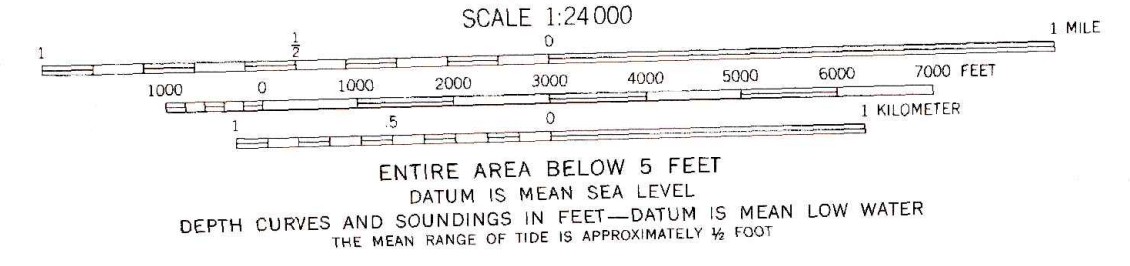 SCALE 1:24 000
1 ½ 0 1 MILE
1000 0 1000 2000 3000 4000 5000 6000 7000 FEET
1 .5 0 1 KILOMETER
ENTIRE AREA BELOW 5 FEET
DATUM IS MEAN SEA LEVEL
DEPTH CURVES AND SOUNDINGS IN FEET—DATUM IS MEAN LOW WATER
THE MEAN RANGE OF TIDE IS APPROXIMATELY ½ FOOT